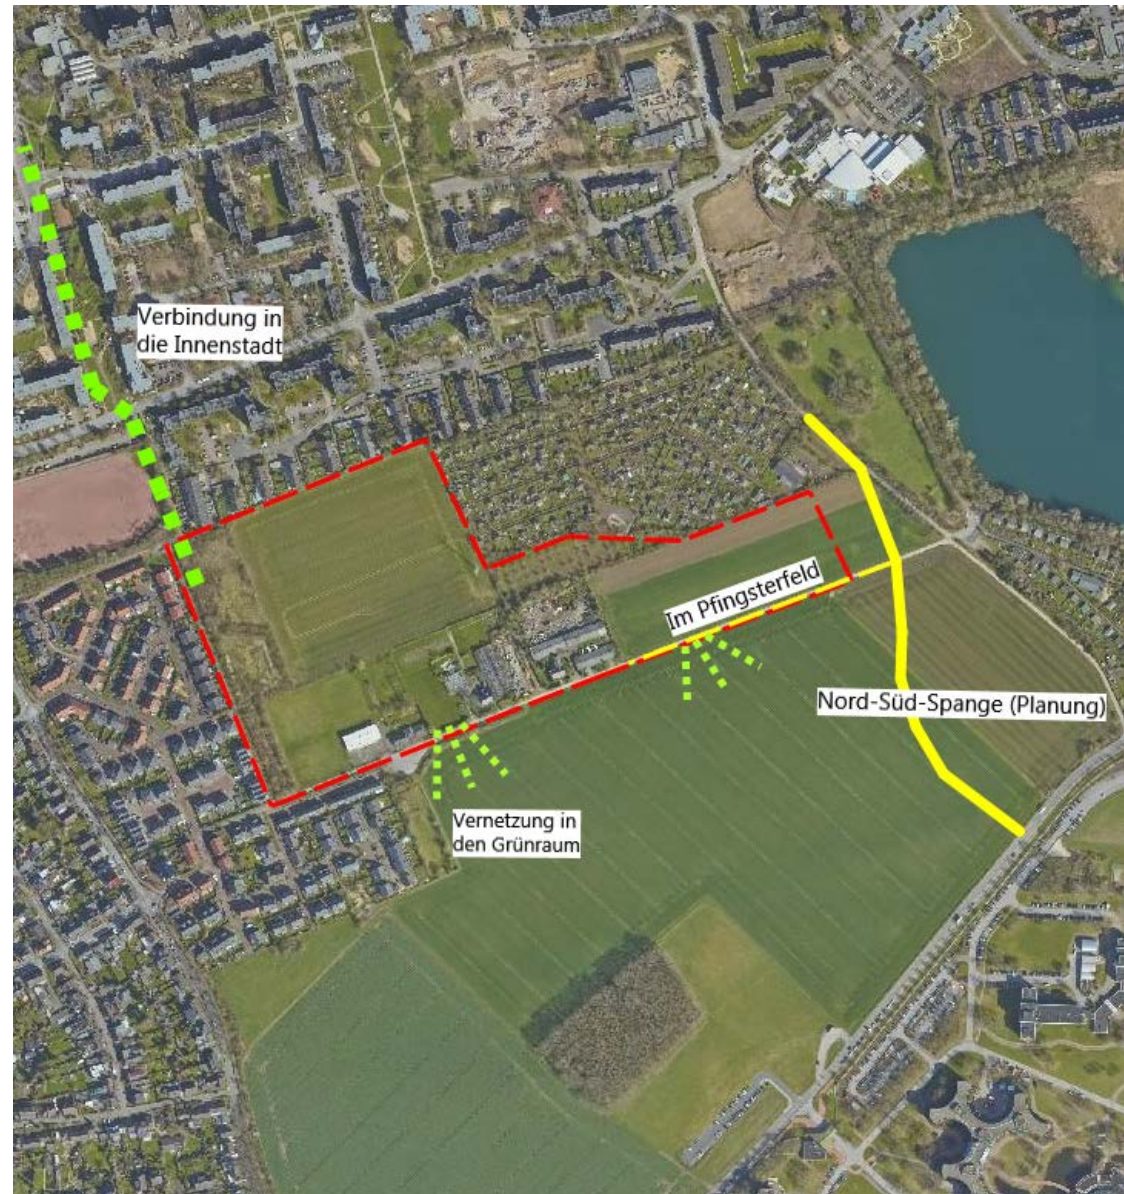 Verbindung in
die Innenstadt
Im Pfingsterfeld
Nord-Süd-Spange (Planung)
Vernetzung in
den Grünraum